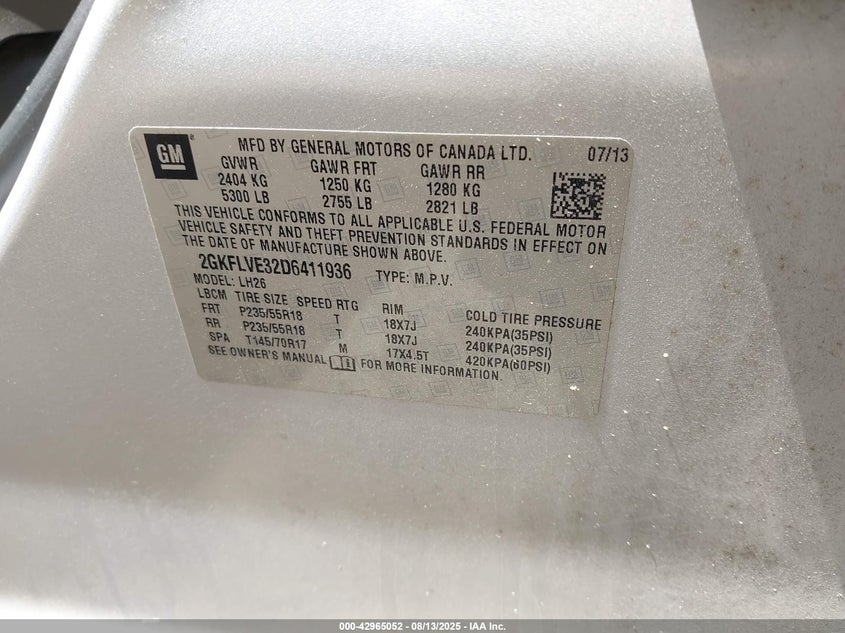 GM
MFD BY GENERAL MOTORS OF CANADA LTD. 07/13
GVWR GAWR FRT GAWR RR
2404 KG 1250 KG 1280 KG
5300 LB 2755 LB 2821 LB
THIS VEHICLE CONFORMS TO ALL APPLICABLE U.S. FEDERAL MOTOR
VEHICLE SAFETY AND THEFT PREVENTION STANDARDS IN EFFECT ON
THE DATE OF MANUFACTURE SHOWN ABOVE.
2GKFLVE32D6411936 TYPE: M.P.V.
MODEL: LH26
LBCM TIRE SIZE SPEED RTG RIM COLD TIRE PRESSURE
FRT P235/55R18 T 18X7J 240KPA(35PSI)
RR P235/55R18 T 18X7J 240KPA(35PSI)
SPA T145/70R17 M 17X4.5T 420KPA(60PSI)
SEE OWNER'S MANUAL FOR MORE INFORMATION.
000-42965052 - 08/13/2025 - IAA Inc.